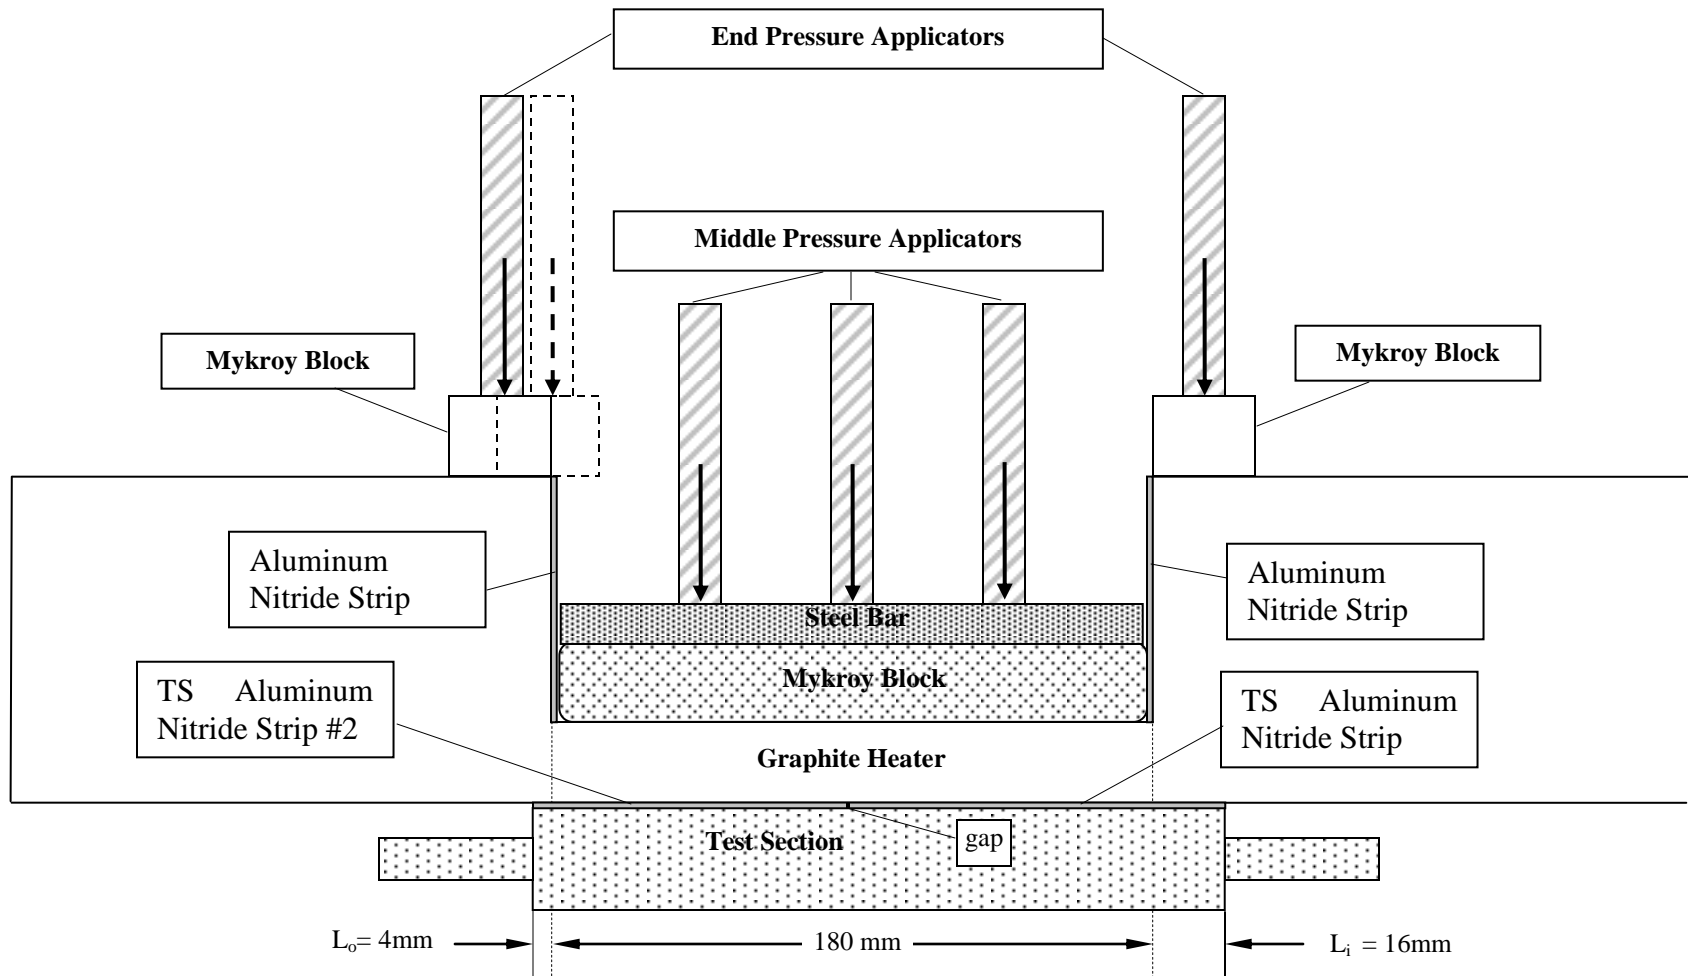 End Pressure Applicators
Middle Pressure Applicators
Mykroy Block
Mykroy Block
Aluminum
Nitride Strip
Aluminum
Nitride Strip
Steel Bar
Mykroy Block
TS Aluminum
Nitride Strip #2
TS Aluminum
Nitride Strip
Graphite Heater
Test Section
gap
Lo= 4mm
180 mm
Li = 16mm